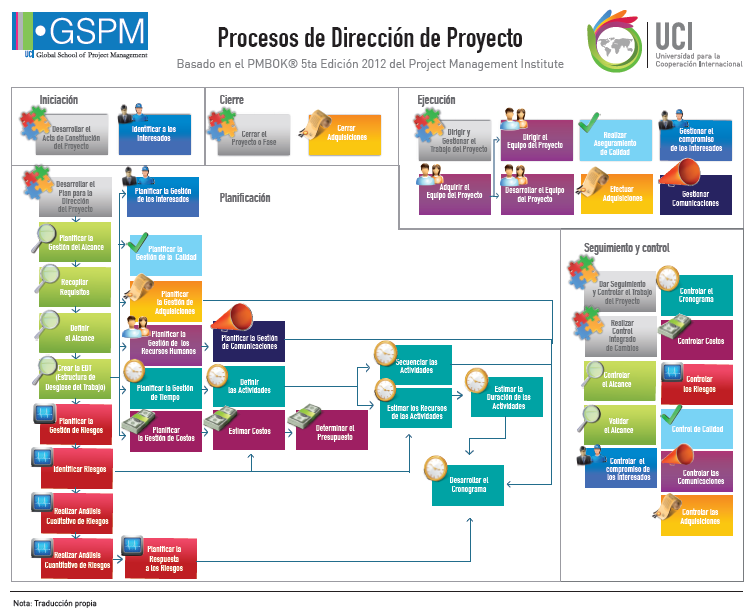 GSPM
UCI Global School of Project Management
Procesos de Dirección de Proyecto
Basado en el PMBOK® 5ta Edición 2012 del Project Management Institute
UCI
Universidad para la
Cooperación Internacional
Iniciación
Desarrollar el
Acta de Constitución
del Proyecto
Identificar a los
Interesados
Cierre
Cerrar el
Proyecto o Fase
Cerrar
Adquisiciones
Ejecución
Dirigir y
Gestionar el
Trabajo del Proyecto
Dirigir el
Equipo del Proyecto
Realizar
Aseguramiento
de Calidad
Gestionar el
compromiso
de los Interesados
Adquirir el
Equipo del Proyecto
Desarrollar el Equipo
del Proyecto
Efectuar
Adquisiciones
Gestionar
Comunicaciones
Planificación
Desarrollar el
Plan para la
Dirección
del Proyecto
Planificar la Gestión
de los Interesados
Planificar la
Gestión del Alcance
Planificar la
Gestión de la Calidad
Recopilar
Requisitos
Planificar
la Gestión de
Adquisiciones
Definir
el Alcance
Planificar la
Gestión de los
Recursos Humanos
Planificar la Gestión
de Comunicaciones
Crear la EDT
(Estructura de
Desglose del Trabajo)
Planificar la Gestión
de Tiempo
Definir
las Actividades
Secuenciar las
Actividades
Estimar los Recursos
de las Actividades
Estimar la
Duración de las
Actividades
Planificar la
Gestión de Riesgos
Planificar
la Gestión de Costos
Estimar Costos
Determinar el
Presupuesto
Identificar Riesgos
Desarrollar el
Cronograma
Realizar Análisis
Cualitativo de Riesgos
Realizar Análisis
Cuantitativo de Riesgos
Planificar la
Respuesta
a los Riesgos
Seguimiento y control
Dar Seguimiento
y Controlar el Trabajo
del Proyecto
Controlar el
Cronograma
Realizar
Control
Integrado
de Cambios
Controlar Costos
Controlar
el Alcance
Controlar
los Riesgos
Validar
el Alcance
Control de Calidad
Controlar el
compromiso de
los Interesados
Controlar las
Comunicaciones
Controlar las
Adquisiciones
Nota: Traducción propia